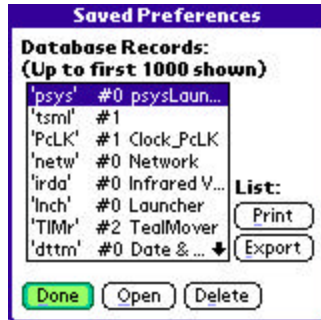 Saved Preferences
Database Records:
(Up to first 1000 shown)
'psys' #0 psysLaun...
'tsml' #1
'PcLK' #1 Clock_PcLK
'netw' #0 Network
'irda' #0 Infrared V...
'lnch' #0 Launcher
'TlMr' #2 TealMover
'dttm' #0 Date & ...
List:
Print
Export
Done Open Delete